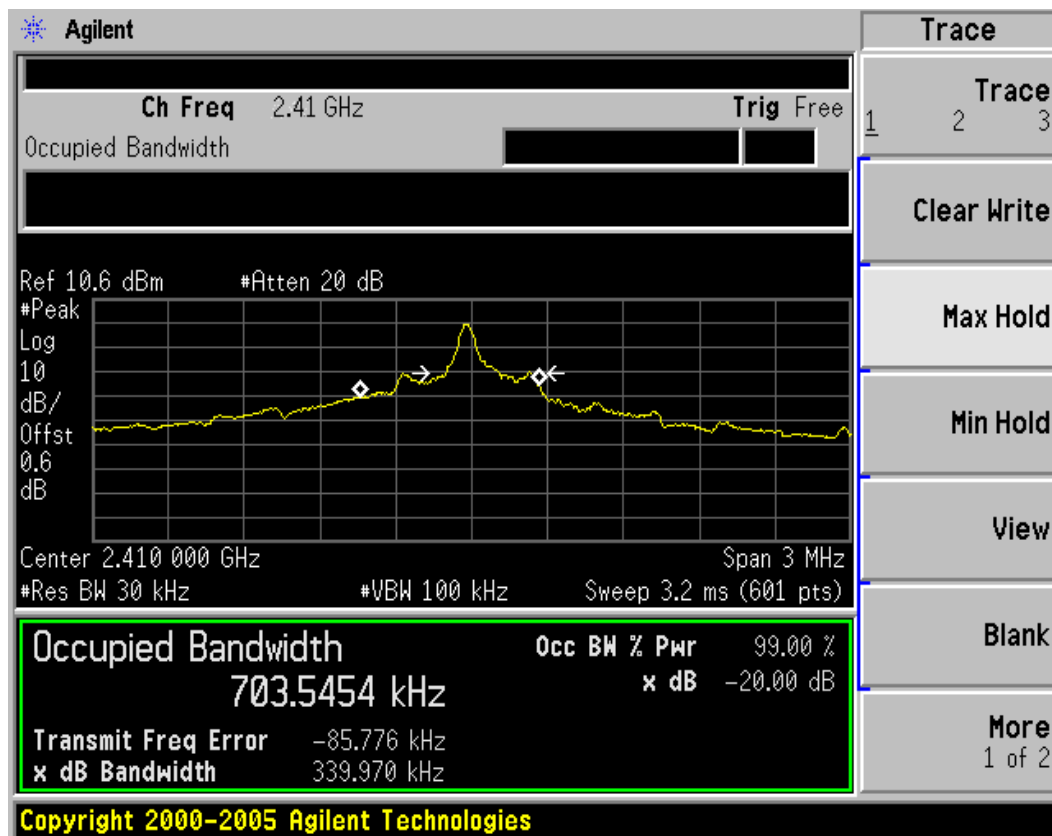 Agilent
Trace
Ch Freq 2.41 GHz Trig Free
Occupied Bandwidth
Trace
1 2 3
Clear Write
Max Hold
Min Hold
View
Blank
More
1 of 2
Ref 10.6 dBm #Atten 20 dB
#Peak
Log
10
dB/
Offst
0.6
dB
Center 2.410 000 GHz Span 3 MHz
#Res BW 30 kHz #VBW 100 kHz Sweep 3.2 ms (601 pts)
Occupied Bandwidth
703.5454 kHz
Occ BW % Pwr 99.00 %
x dB -20.00 dB
Transmit Freq Error -85.776 kHz
x dB Bandwidth 339.970 kHz
Copyright 2000-2005 Agilent Technologies